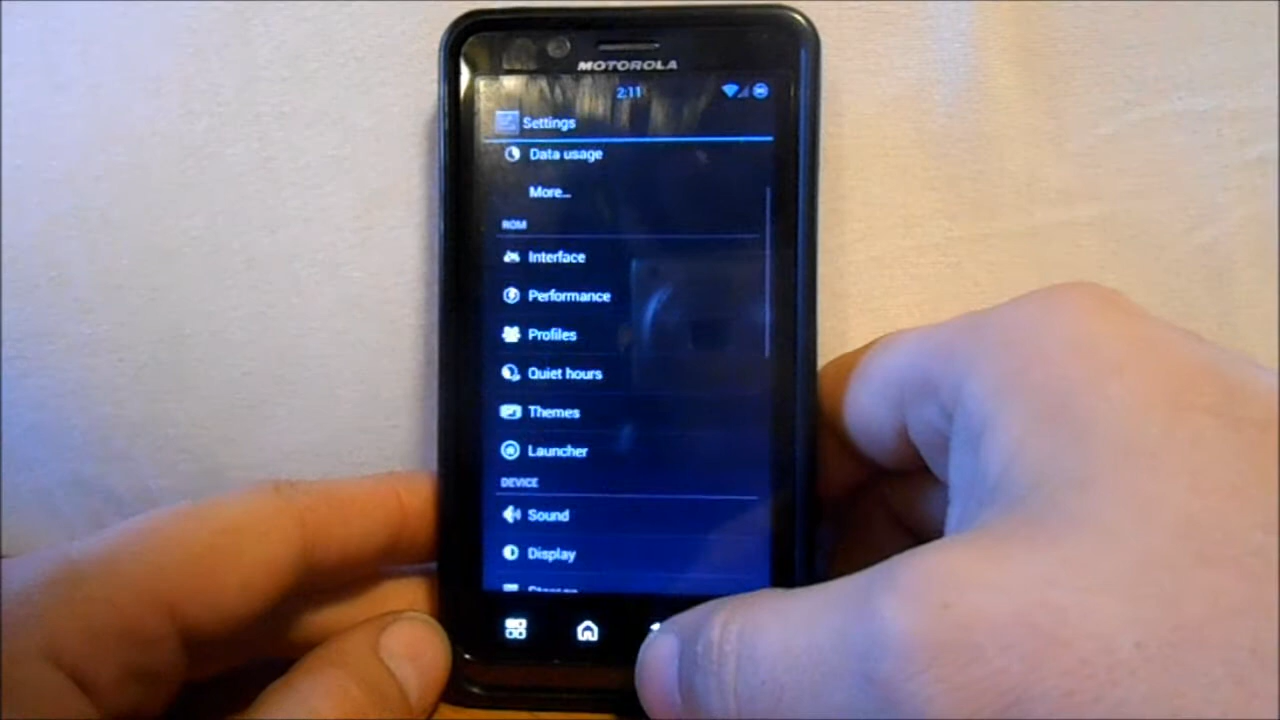 MOTOROLA
2:11
Settings
Data usage
More...
ROM
Interface
Performance
Profiles
Quiet hours
Themes
Launcher
DEVICE
Sound
Display